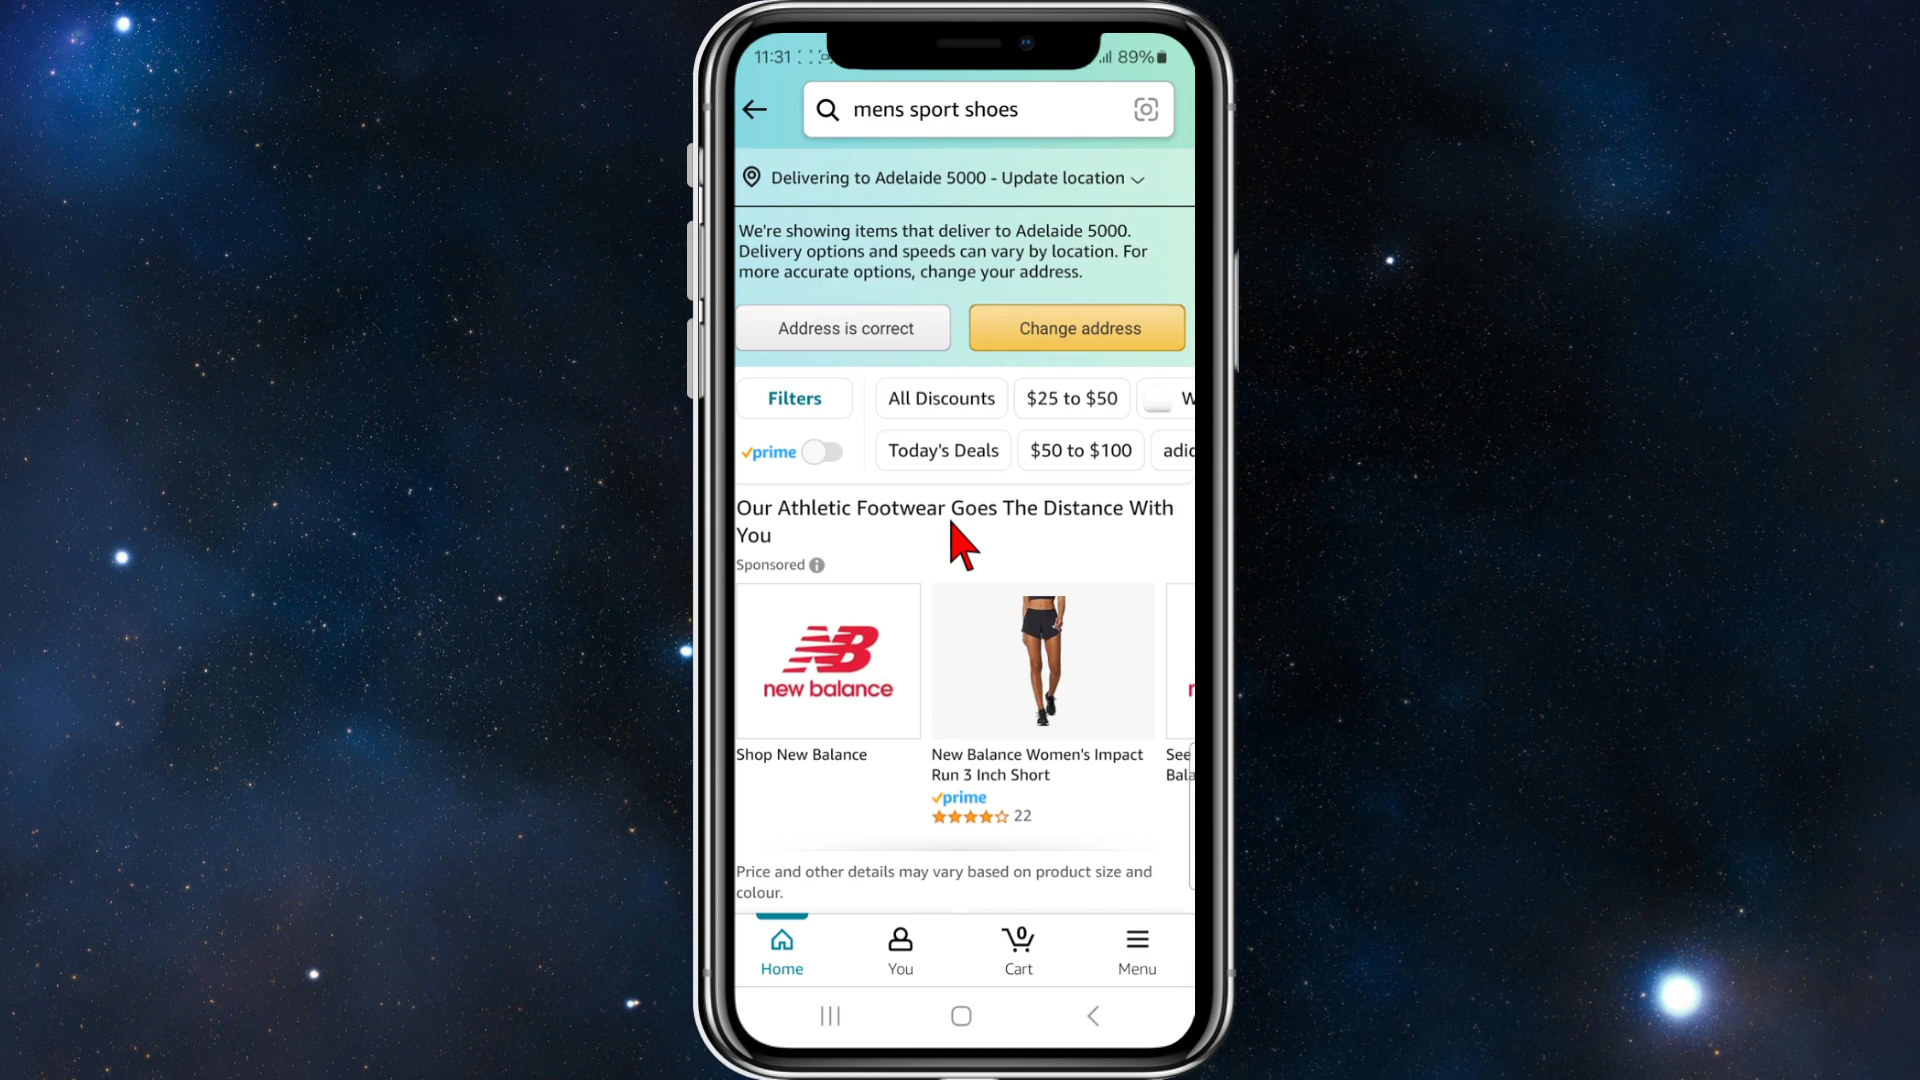 11:31
89%
mens sport shoes
Delivering to Adelaide 5000 - Update location
We're showing items that deliver to Adelaide 5000.
Delivery options and speeds can vary by location. For
more accurate options, change your address.
Address is correct
Change address
Filters
All Discounts
$25 to $50
W
prime
Today's Deals
$50 to $100
adid
Our Athletic Footwear Goes The Distance With
You
Sponsored
NB
new balance
Shop New Balance
New Balance Women's Impact
Run 3 Inch Short
prime
22
See
Bala
Price and other details may vary based on product size and
colour.
Home
You
0
Cart
Menu